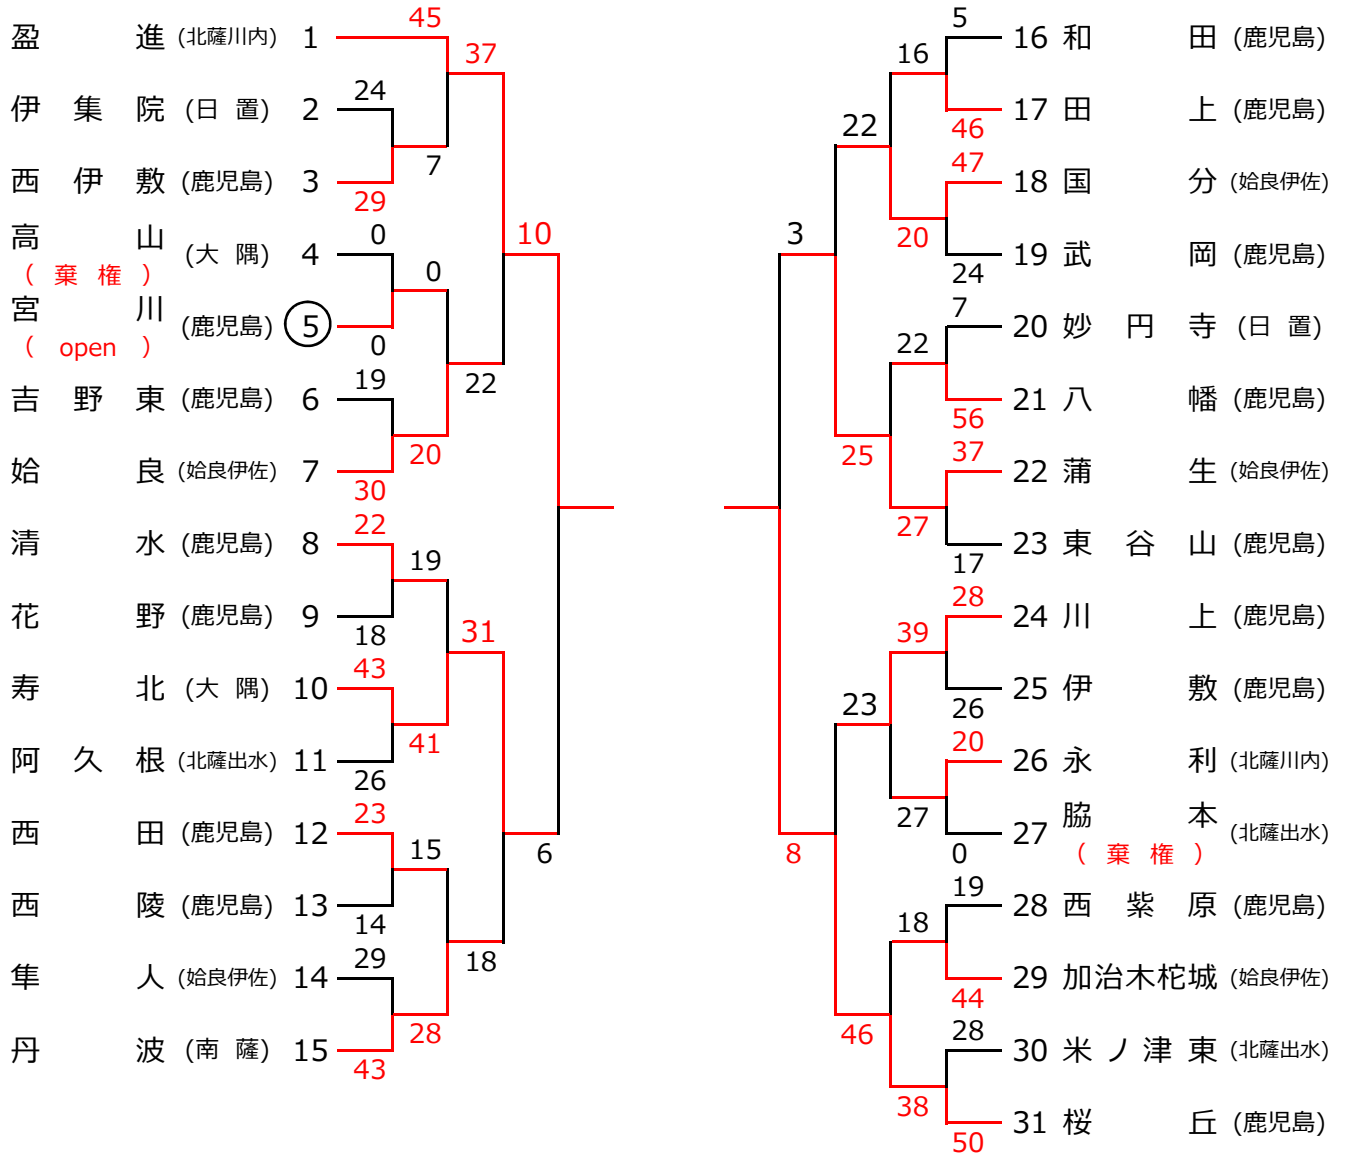 45
盈進 (北薩川内) 1
37
24
伊集院 (日置) 2
7
西伊敷 (鹿児島) 3
29
0
高山 (大隅) 4
(棄権)
0
10
宮川 (鹿児島) 5
(open)
0
19
22
吉野東 (鹿児島) 6
20
姶良 (姶良伊佐) 7
30
22
清水 (鹿児島) 8
19
花野 (鹿児島) 9
18
31
43
寿北 (大隅) 10
41
阿久根 (北薩出水) 11
26
23
西田 (鹿児島) 12
15
6
西陵 (鹿児島) 13
14
29
18
隼人 (姶良伊佐) 14
28
丹波 (南薩) 15
43
5
16 和田 (鹿児島)
16
17 田上 (鹿児島)
46
22
47
18 国分 (姶良伊佐)
20
3
19 武岡 (鹿児島)
24
7
20 妙円寺 (日置)
22
21 八幡 (鹿児島)
56
25
37
22 蒲生 (姶良伊佐)
27
23 東谷山 (鹿児島)
17
28
24 川上 (鹿児島)
39
25 伊敷 (鹿児島)
26
23
20
26 永利 (北薩川内)
27
27 脇本 (北薩出水)
(棄権)
0
8
19
28 西紫原 (鹿児島)
18
29 加治木柁城 (姶良伊佐)
44
46
28
30 米ノ津東 (北薩出水)
38
31 桜丘 (鹿児島)
50